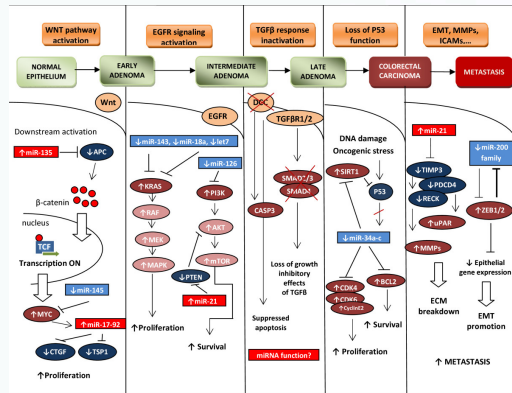 WNT pathway
activation
EGFR signaling
activation
TGFβ response
inactivation
Loss of P53
function
EMT, MMPs,
ICAMs,...
NORMAL
EPITHELIUM
EARLY
ADENOMA
INTERMEDIATE
ADENOMA
LATE
ADENOMA
COLORECTAL
CARCINOMA
METASTASIS
Wnt
Downstream activation
↑miR-135
↓APC
β-catenin
nucleus
TCF
Transcription ON
↓miR-145
↑MYC
↑miR-17-92
↓CTGF
↓TSP1
↑Proliferation
EGFR
↓miR-143, ↓miR-18a, ↓let7
↓miR-126
↑KRAS
↑PI3K
↑RAF
↑AKT
↑MEK
↑mTOR
↑MAPK
↓PTEN
↑miR-21
↑Proliferation
↑ Survival
DCC
TGFβR1/2
SMAD2/3
SMAD4
CASP3
Loss of growth
inhibitory
effects
of TGFβ
Suppressed
apoptosis
miRNA function?
DNA damage
Oncogenic stress
↑SIRT1
P53
↓miR-34a-c
↑CDK4
↑CDK6
↑CyclinE2
↑BCL2
↑ Survival
↑ Proliferation
↑miR-21
↓miR-200
family
↓TIMP3
↓PDCD4
↓RECK
↑uPAR
↑ZEB1/2
↑MMPs
↓ Epithelial
gene expression
ECM
breakdown
EMT
promotion
↑ METASTASIS